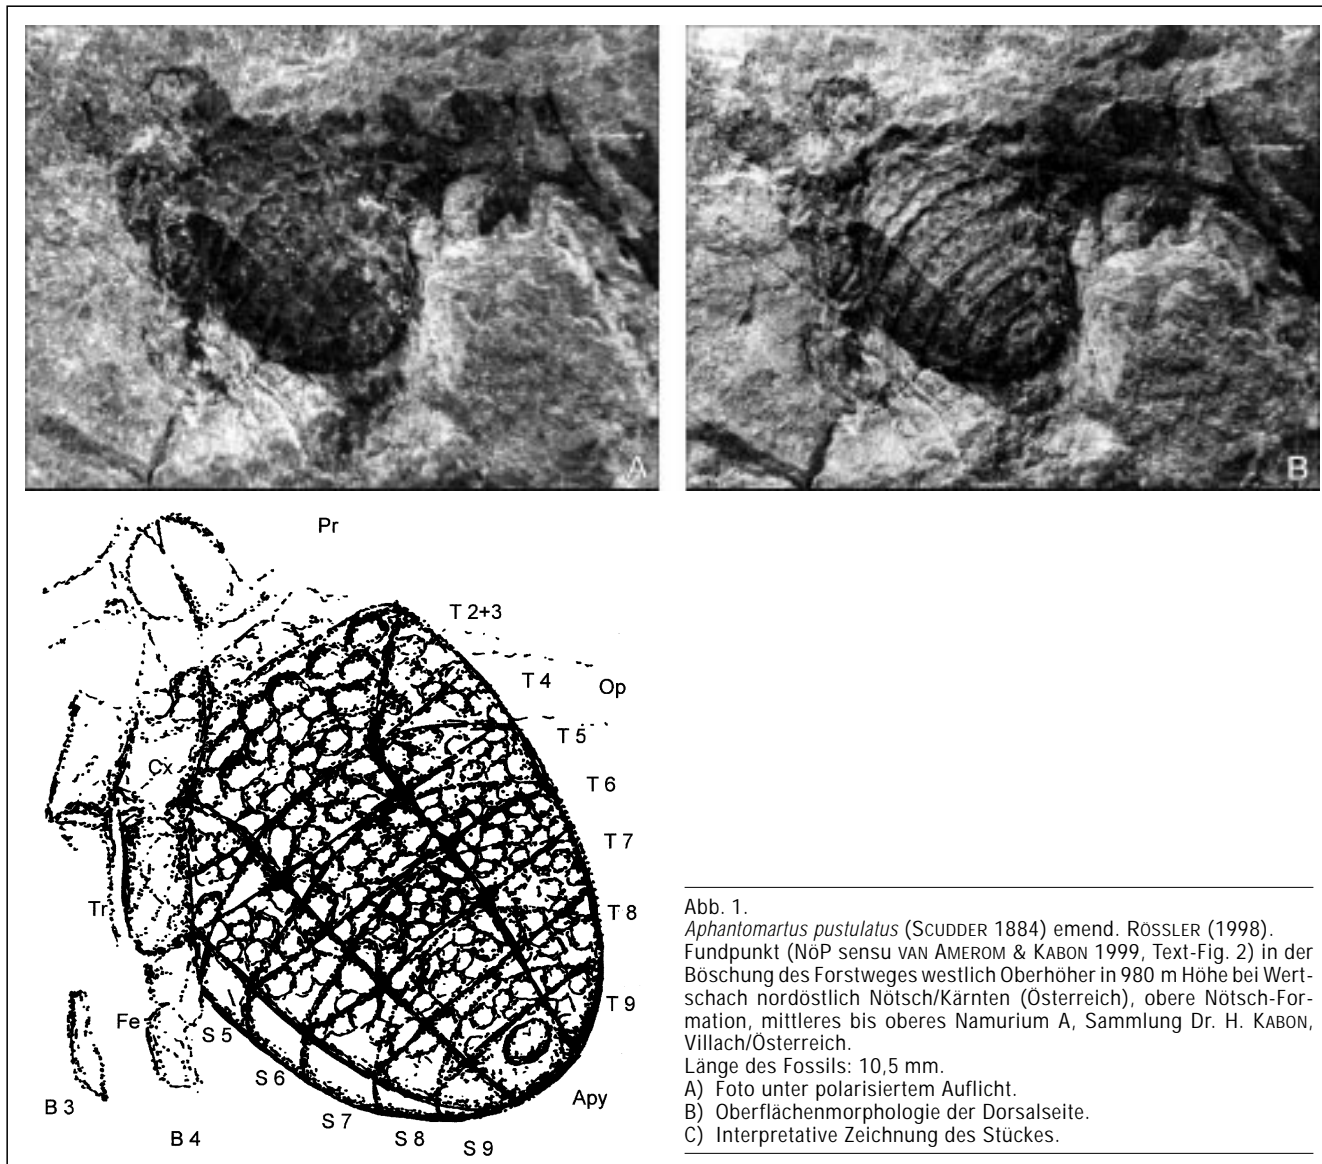 A
B
Pr
T 2+3
T 4
Op
T 5
T 6
Cx
T 7
Tr
T 8
T 9
Fe
S 5
S 6
B 3
Apy
S 7
B 4
S 8
S 9
Abb. 1.
Aphantomartus pustulatus (SCUDDER 1884) emend. RÖSSLER (1998).
Fundpunkt (NöP sensu VAN AMEROM & KABON 1999, Text-Fig. 2) in der
Böschung des Forstweges westlich Oberhöher in 980 m Höhe bei Wert-
schach nordöstlich Nötsch/Kärnten (Österreich), obere Nötsch-For-
mation, mittleres bis oberes Namurium A, Sammlung Dr. H. KABON,
Villach/Österreich.
Länge des Fossils: 10,5 mm.
A) Foto unter polarisiertem Auflicht.
B) Oberflächenmorphologie der Dorsalseite.
C) Interpretative Zeichnung des Stückes.